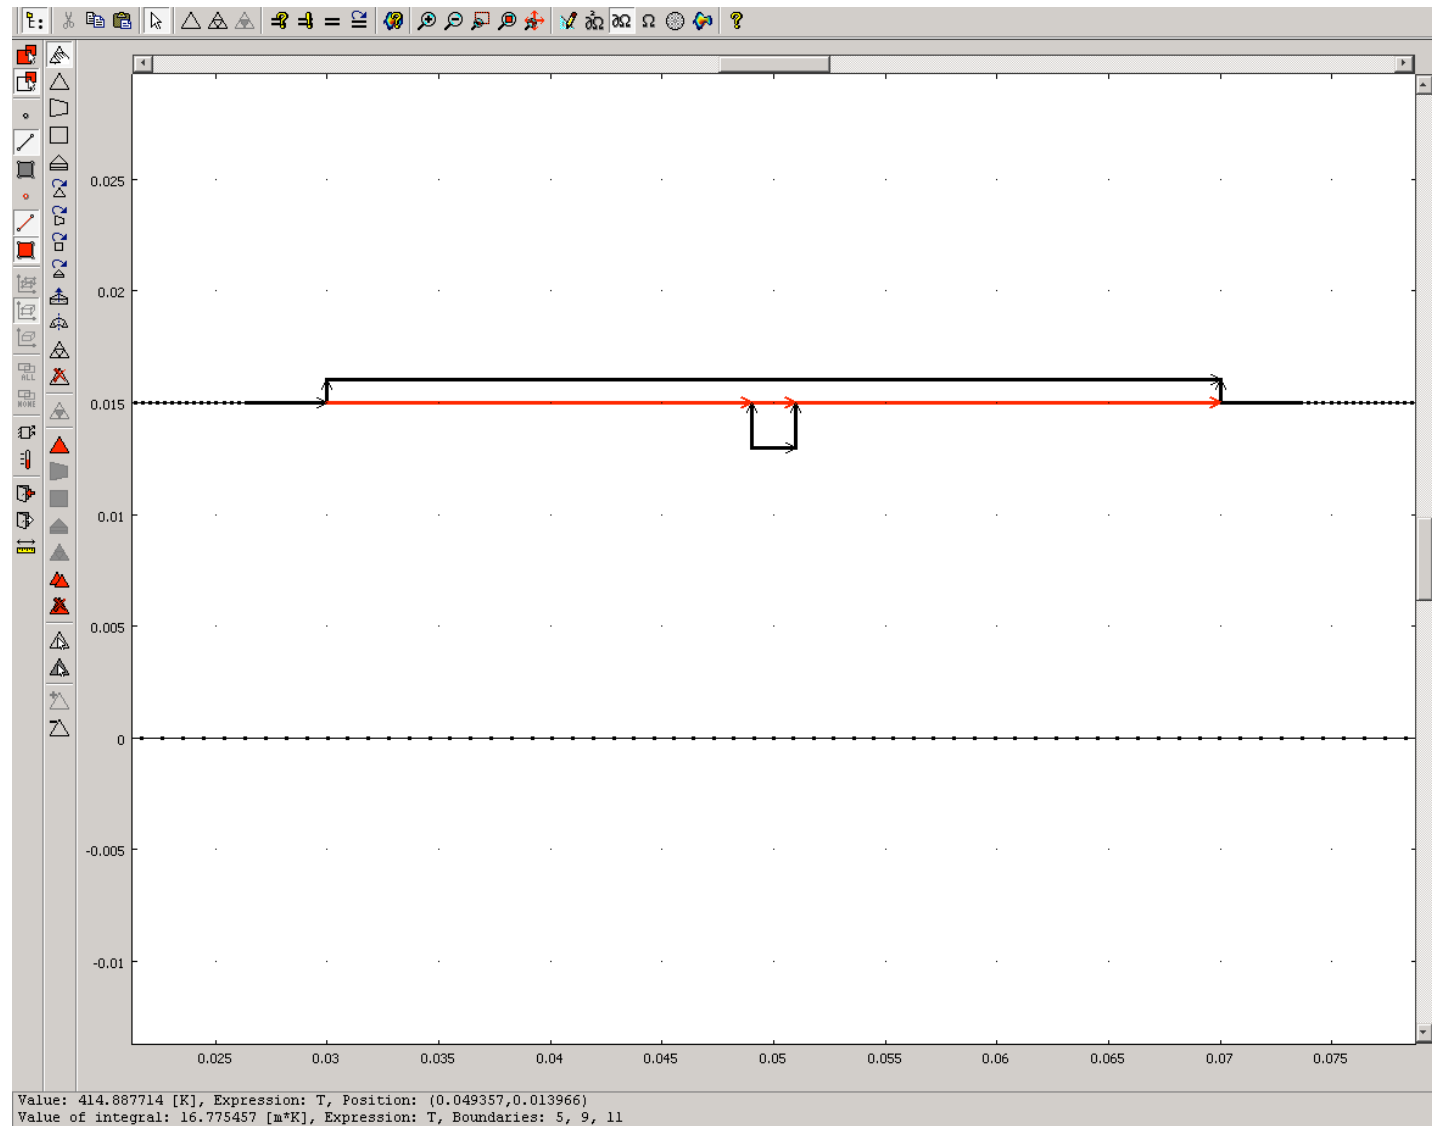 0.025
0.02
0.015
0.01
0.005
0
-0.005
-0.01
0.025 0.03 0.035 0.04 0.045 0.05 0.055 0.06 0.065 0.07 0.075
ALL
NONE
Value: 414.887714 [K], Expression: T, Position: (0.049357,0.013966)
Value of integral: 16.775457 [m*K], Expression: T, Boundaries: 5, 9, 11